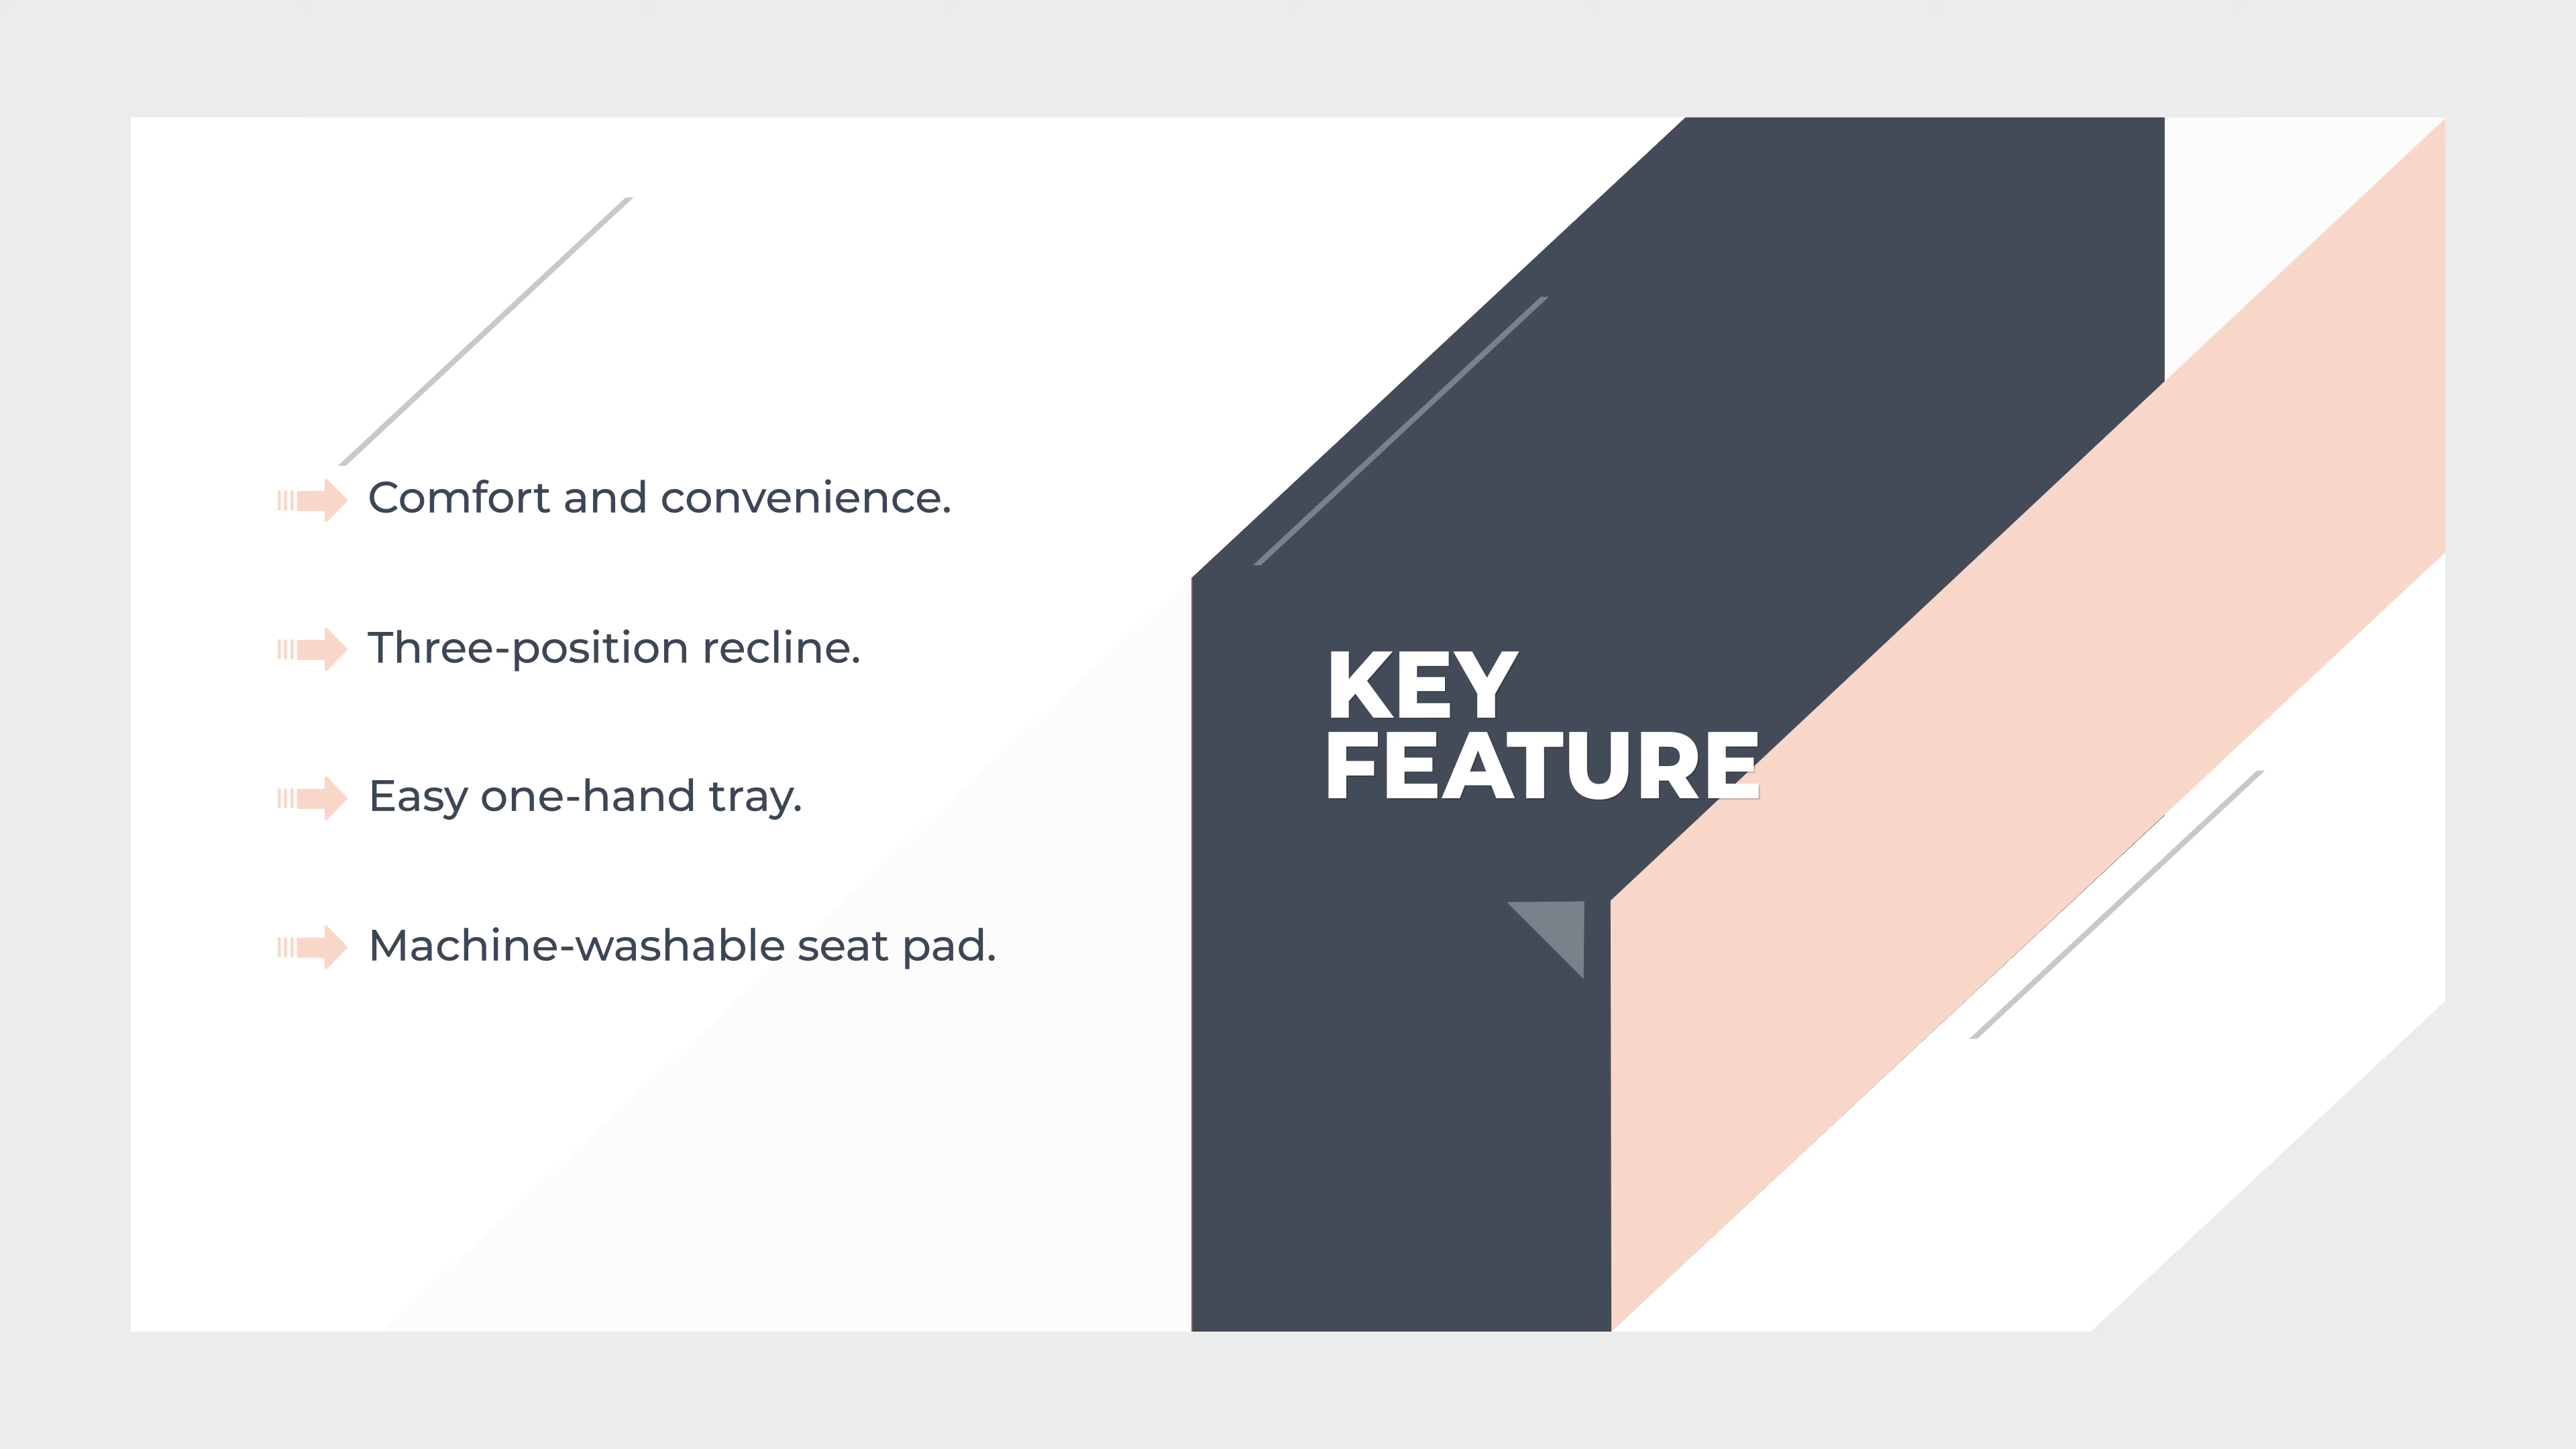 Comfort and convenience.
Three-position recline.
Easy one-hand tray.
Machine-washable seat pad.
KEY
FEATURE